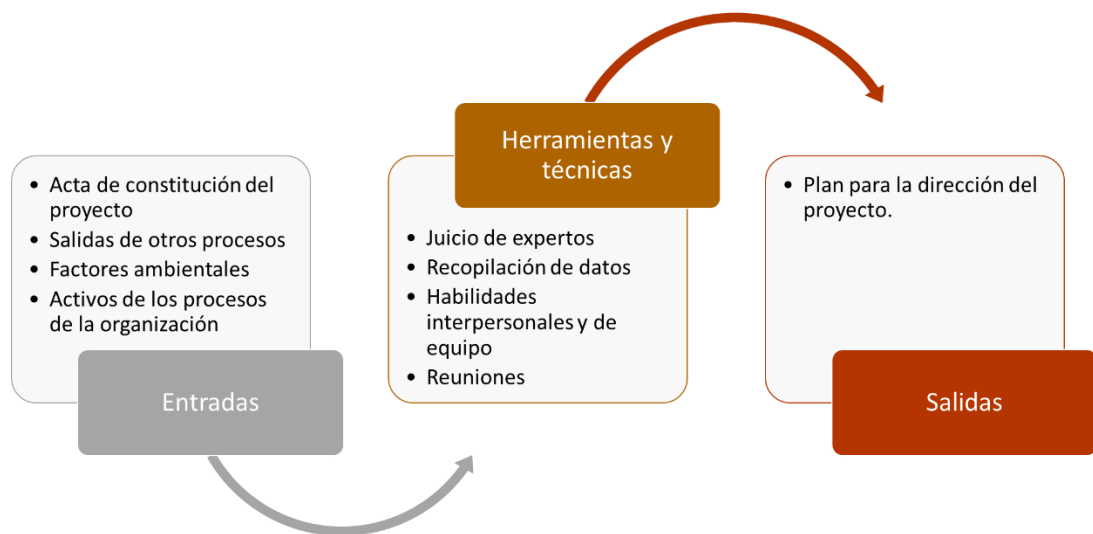 • Acta de constitución del
proyecto
• Salidas de otros procesos
• Factores ambientales
• Activos de los procesos
de la organización
Entradas
Herramientas y
técnicas
• Juicio de expertos
• Recopilación de datos
• Habilidades
interpersonales y de
equipo
• Reuniones
• Plan para la dirección del
proyecto.
Salidas